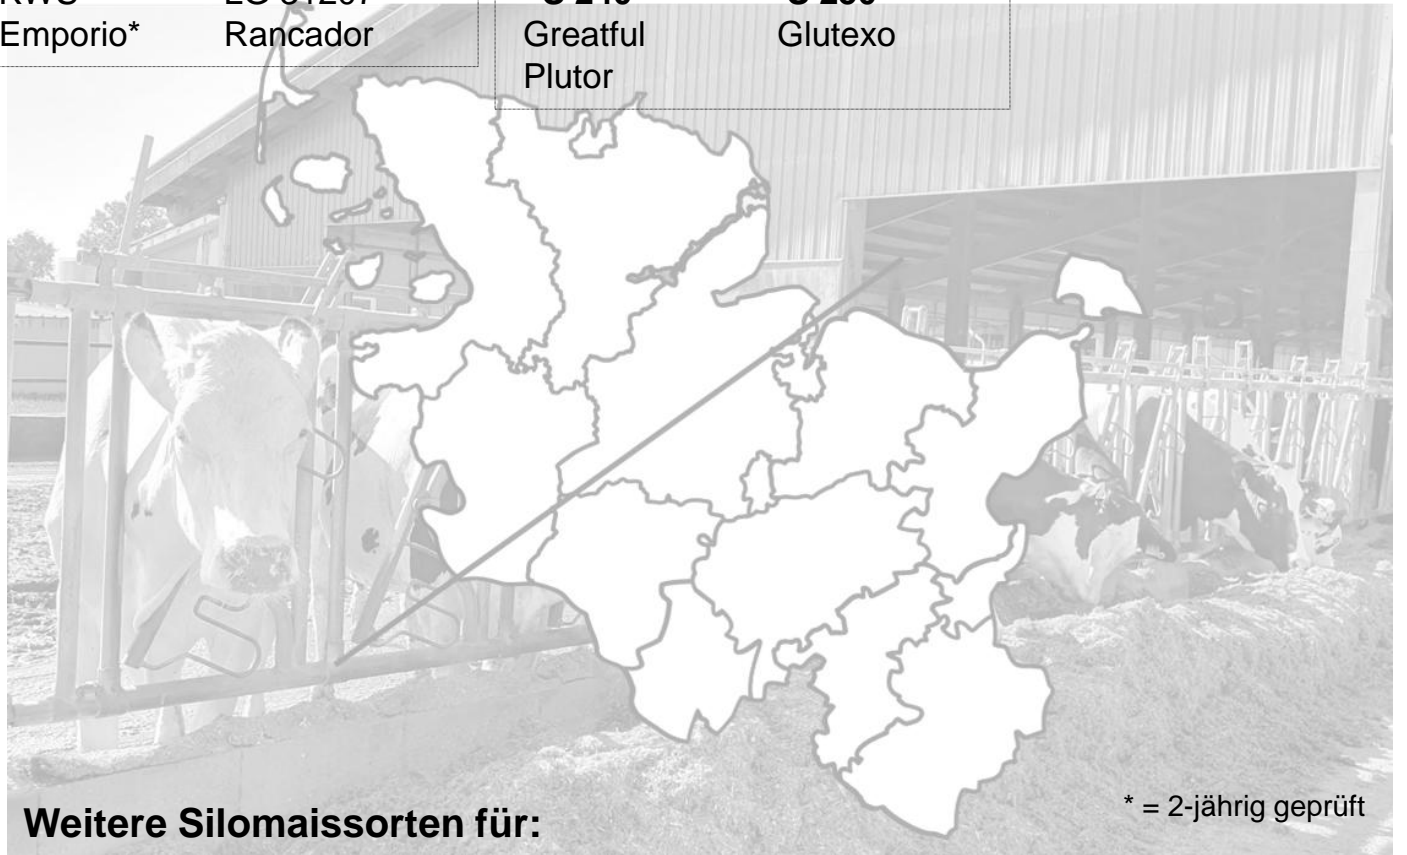 Emporio* Rancador
Greatful Glutexo
Plutor
* = 2-jährig geprüft
Weitere Silomaissorten für: